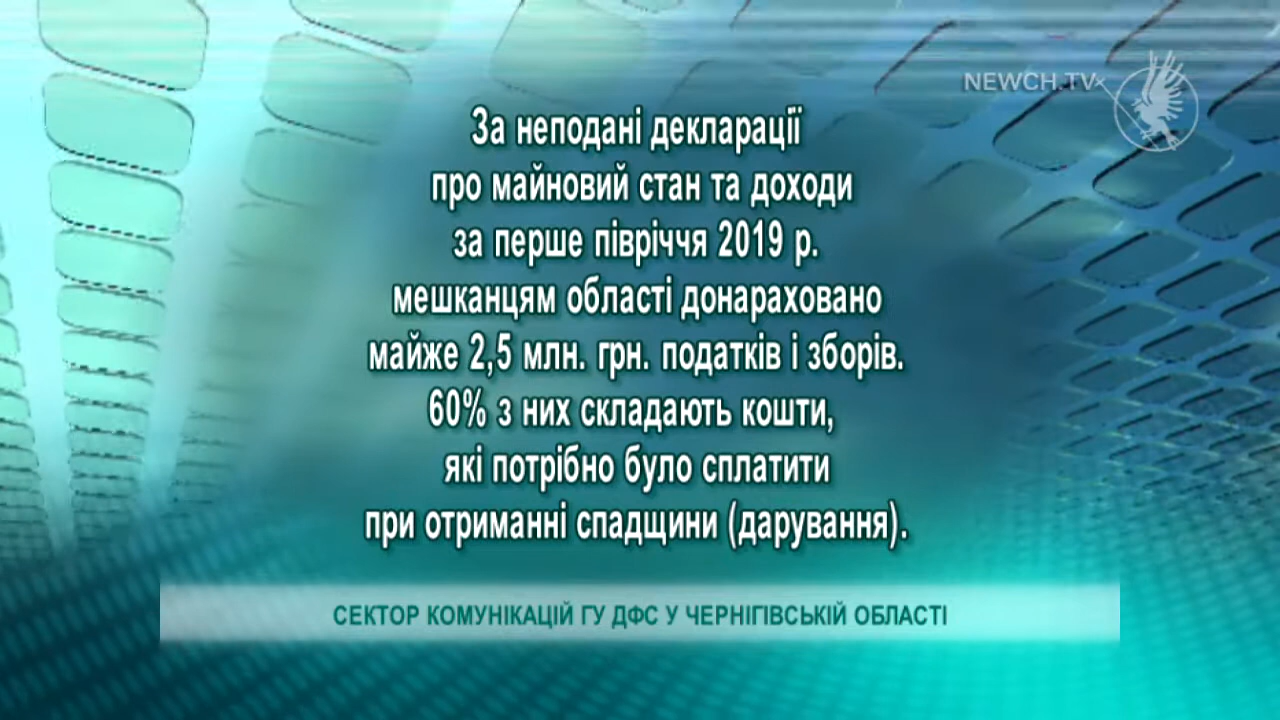 NEWCH.TV
За неподані декларації
про майновий стан та доходи
за перше півріччя 2019 р.
мешканцям області донараховано
майже 2,5 млн. грн. податків і зборів.
60% з них складають кошти,
які потрібно було сплатити
при отриманні спадщини (дарування).
СЕКТОР КОМУНІКАЦІЙ ГУ ДФС У ЧЕРНІГІВСЬКІЙ ОБЛАСТІ